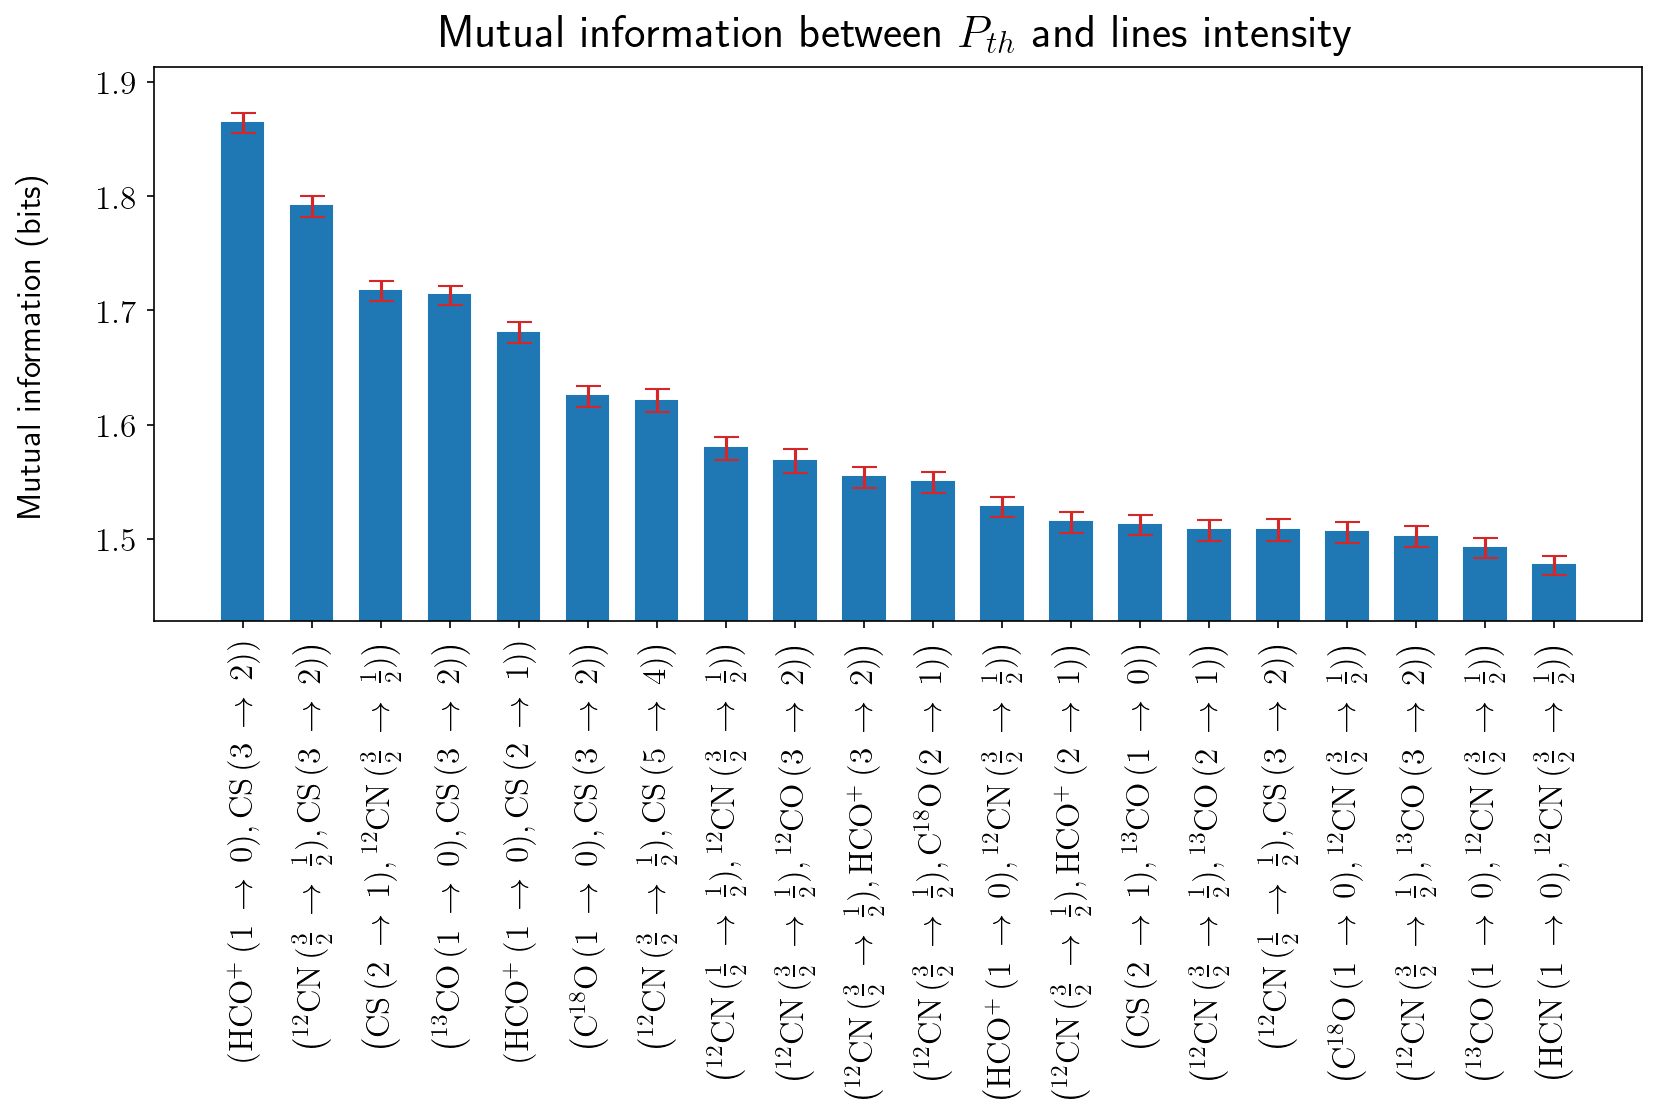 Mutual information between P_th and lines intensity
Mutual information (bits)
1.9
1.8
1.7
1.6
1.5
(HCO⁺ (1 → 0), CS (3 → 2))
(¹²CN (3/2 → 1/2), CS (3 → 2))
(CS (2 → 1), ¹²CN (3/2 → 1/2))
(¹³CO (1 → 0), CS (3 → 2))
(HCO⁺ (1 → 0), CS (2 → 1))
(C¹⁸O (1 → 0), CS (3 → 2))
(¹²CN (3/2 → 1/2), CS (5 → 4))
(¹²CN (1/2 → 1/2), ¹²CN (3/2 → 1/2))
(¹²CN (3/2 → 1/2), ¹²CO (3 → 2))
(¹²CN (3/2 → 1/2), HCO⁺ (3 → 2))
(¹²CN (3/2 → 1/2), C¹⁸O (2 → 1))
(HCO⁺ (1 → 0), ¹²CN (3/2 → 1/2))
(¹²CN (3/2 → 1/2), HCO⁺ (2 → 1))
(CS (2 → 1), ¹³CO (1 → 0))
(¹²CN (3/2 → 1/2), ¹³CO (2 → 1))
(¹²CN (1/2 → 1/2), CS (3 → 2))
(C¹⁸O (1 → 0), ¹²CN (3/2 → 1/2))
(¹²CN (3/2 → 1/2), ¹³CO (3 → 2))
(¹³CO (1 → 0), ¹²CN (3/2 → 1/2))
(HCN (1 → 0), ¹²CN (3/2 → 1/2))